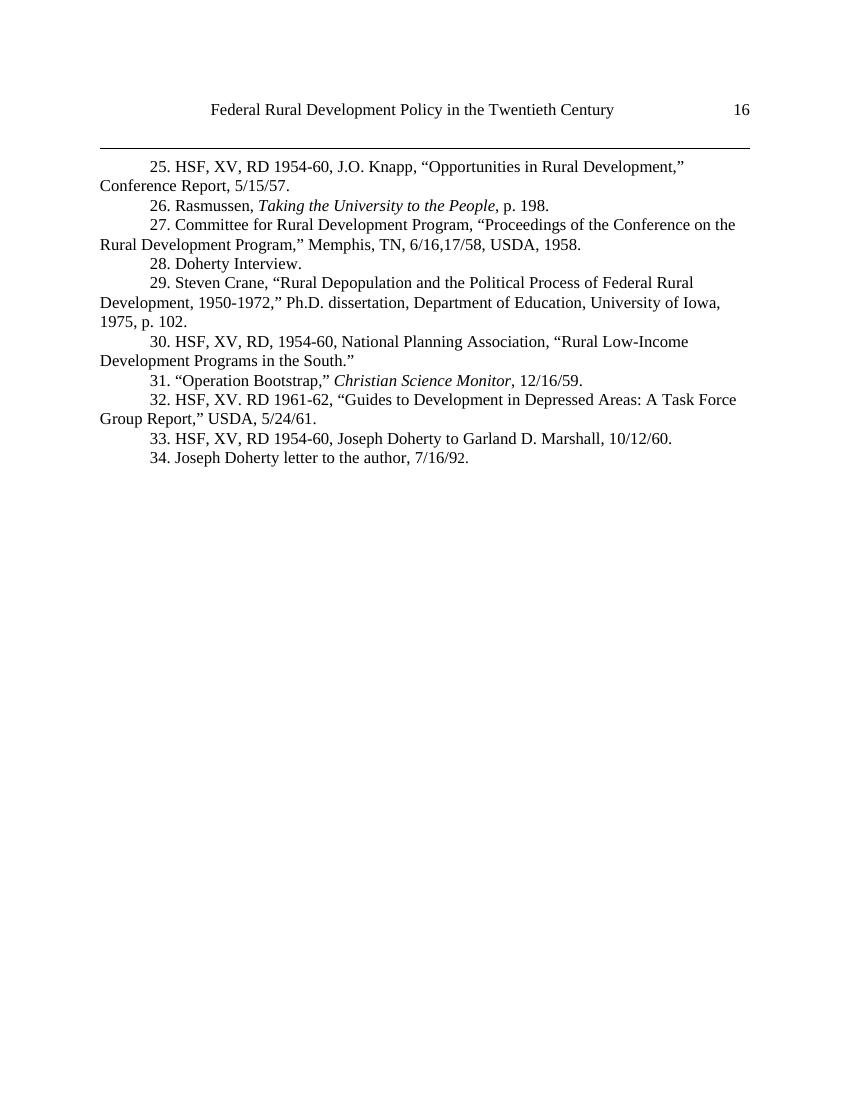 Federal Rural Development Policy in the Twentieth Century 16
25. HSF, XV, RD 1954-60, J.O. Knapp, “Opportunities in Rural Development,”
Conference Report, 5/15/57.
26. Rasmussen, Taking the University to the People, p. 198.
27. Committee for Rural Development Program, “Proceedings of the Conference on the
Rural Development Program,” Memphis, TN, 6/16,17/58, USDA, 1958.
28. Doherty Interview.
29. Steven Crane, “Rural Depopulation and the Political Process of Federal Rural
Development, 1950-1972,” Ph.D. dissertation, Department of Education, University of Iowa,
1975, p. 102.
30. HSF, XV, RD, 1954-60, National Planning Association, “Rural Low-Income
Development Programs in the South.”
31. “Operation Bootstrap,” Christian Science Monitor, 12/16/59.
32. HSF, XV. RD 1961-62, “Guides to Development in Depressed Areas: A Task Force
Group Report,” USDA, 5/24/61.
33. HSF, XV, RD 1954-60, Joseph Doherty to Garland D. Marshall, 10/12/60.
34. Joseph Doherty letter to the author, 7/16/92.